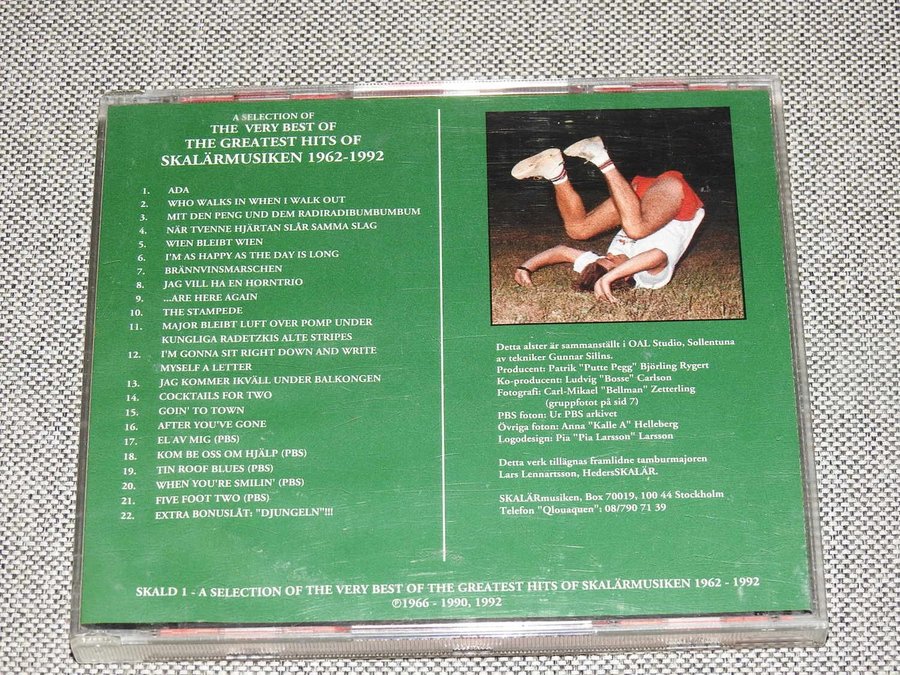 A SELECTION OF
THE VERY BEST OF
THE GREATEST HITS OF
SKALÄRMUSIKEN 1962-1992
1. ADA
2. WHO WALKS IN WHEN I WALK OUT
3. MIT DEN PENG UND DEM RADIRADIBUMBUMBUM
4. NÄR TVENNE HJÄRTAN SLÅR SAMMA SLAG
5. WIEN BLEIBT WIEN
6. I'M AS HAPPY AS THE DAY IS LONG
7. BRÄNNVINSMARSCHEN
8. JAG VILL HA EN HORNTRIO
9. ...ARE HERE AGAIN
10. THE STAMPEDE
11. MAJOR BLEIBT LUFT OVER POMP UNDER
KUNGLIGA RADETZKIS ALTE STRIPES
12. I'M GONNA SIT RIGHT DOWN AND WRITE
MYSELF A LETTER
13. JAG KOMMER IKVÄLL UNDER BALKONGEN
14. COCKTAILS FOR TWO
15. GOIN' TO TOWN
16. AFTER YOU'VE GONE
17. EL AV MIG (PBS)
18. KOM BE OSS OM HJÄLP (PBS)
19. TIN ROOF BLUES (PBS)
20. WHEN YOU'RE SMILIN' (PBS)
21. FIVE FOOT TWO (PBS)
22. EXTRA BONUSLÅT: "DJUNGELN"!!!
Detta alster är sammanställt i OAL Studio, Sollentuna
av tekniker Gunnar Sillns.
Producent: Patrik "Putte Pegg" Björling Rygert
Ko-producent: Ludvig "Bosse" Carlson
Fotografi: Carl-Mikael "Bellman" Zetterling
(gruppfotot på sid 7)
PBS foton: Ur PBS arkivet
Övriga foton: Anna "Kalle A" Helleberg
Logodesign: Pia "Pia Larsson" Larsson
Detta verk tillägnas framlidne tamburmajoren
Lars Lennartsson, HedersSKALÄR.
SKALÄRmusiken, Box 70019, 100 44 Stockholm
Telefon "Qlouaquen": 08/790 71 39
SKALD 1 - A SELECTION OF THE VERY BEST OF THE GREATEST HITS OF SKALÄRMUSIKEN 1962 - 1992
℗1966 - 1990, 1992